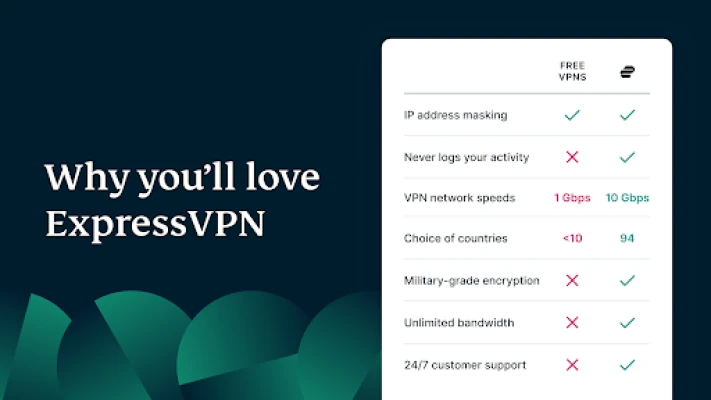 Why you’ll love
ExpressVPN
FREE
VPNS
IP address masking
Never logs your activity
VPN network speeds 1 Gbps 10 Gbps
Choice of countries <10 94
Military-grade encryption
Unlimited bandwidth
24/7 customer support